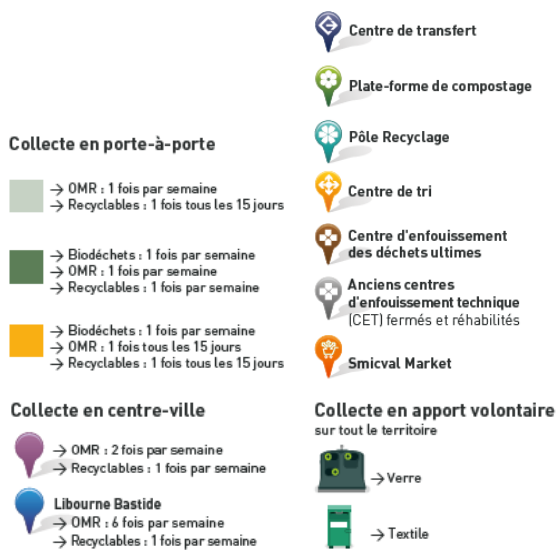 Collecte en porte-à-porte
→ OMR : 1 fois par semaine
→ Recyclables : 1 fois tous les 15 jours
→ Biodéchets : 1 fois par semaine
→ OMR : 1 fois par semaine
→ Recyclables : 1 fois par semaine
→ Biodéchets : 1 fois par semaine
→ OMR : 1 fois tous les 15 jours
→ Recyclables : 1 fois tous les 15 jours
Collecte en centre-ville
→ OMR : 2 fois par semaine
→ Recyclables : 1 fois par semaine
Libourne Bastide
→ OMR : 6 fois par semaine
→ Recyclables : 1 fois par semaine
Centre de transfert
Plate-forme de compostage
Pôle Recyclage
Centre de tri
Centre d'enfouissement
des déchets ultimes
Anciens centres
d'enfouissement technique
(CET) fermés et réhabilités
Smicval Market
Collecte en apport volontaire
sur tout le territoire
→ Verre
→ Textile